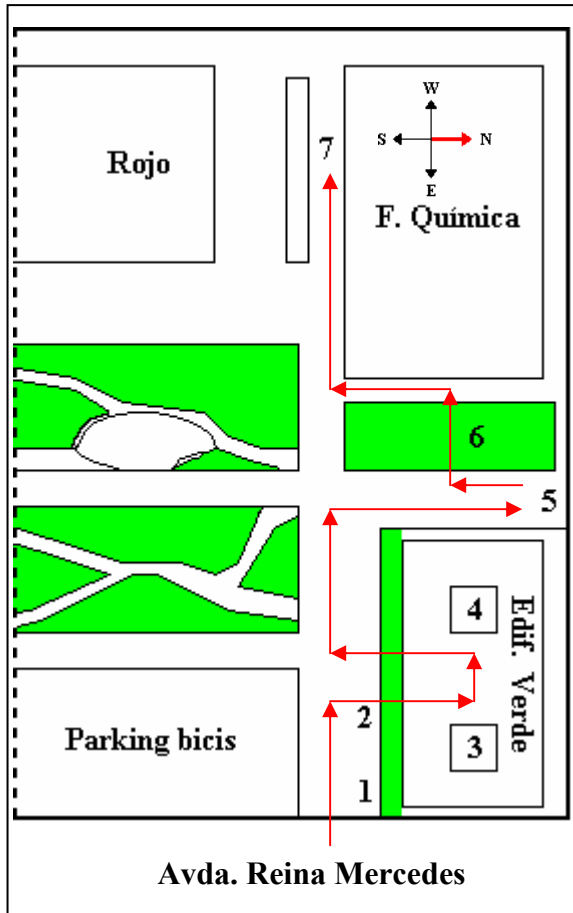 W
S
N
E
7
Rojo
F. Química
6
5
4
Edif. Verde
2
3
Parking bicis
1
Avda. Reina Mercedes